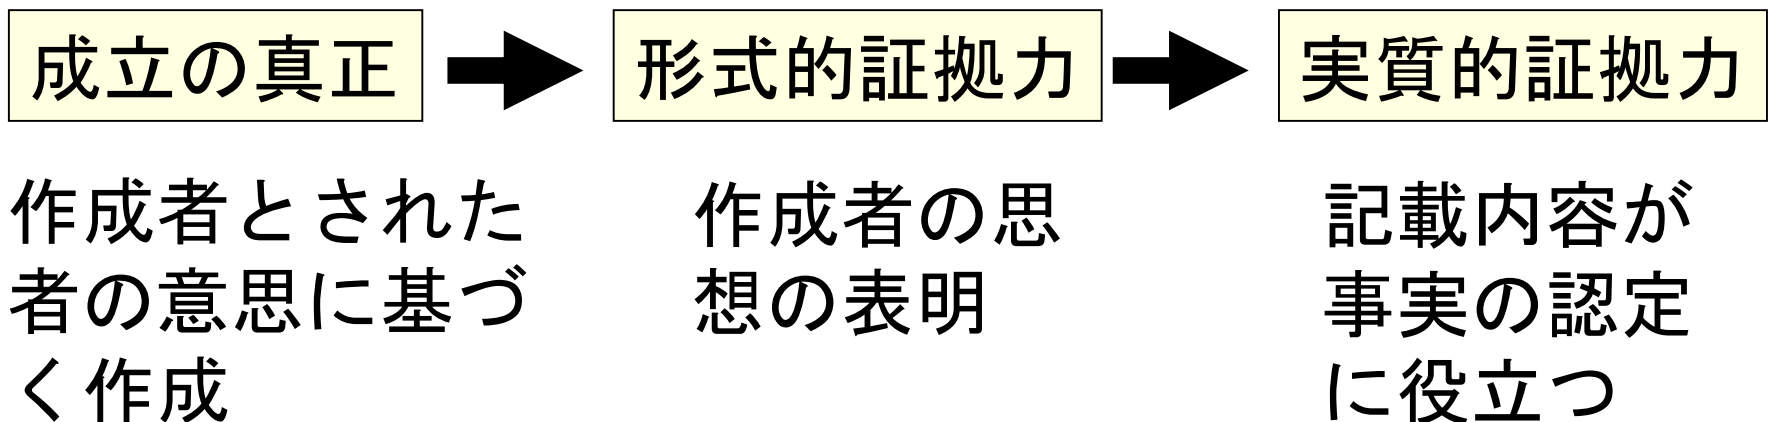 成立の真正
形式的証拠力
実質的証拠力
作成者とされた
者の意思に基づ
く作成
作成者の思
想の表明
記載内容が
事実の認定
に役立つ